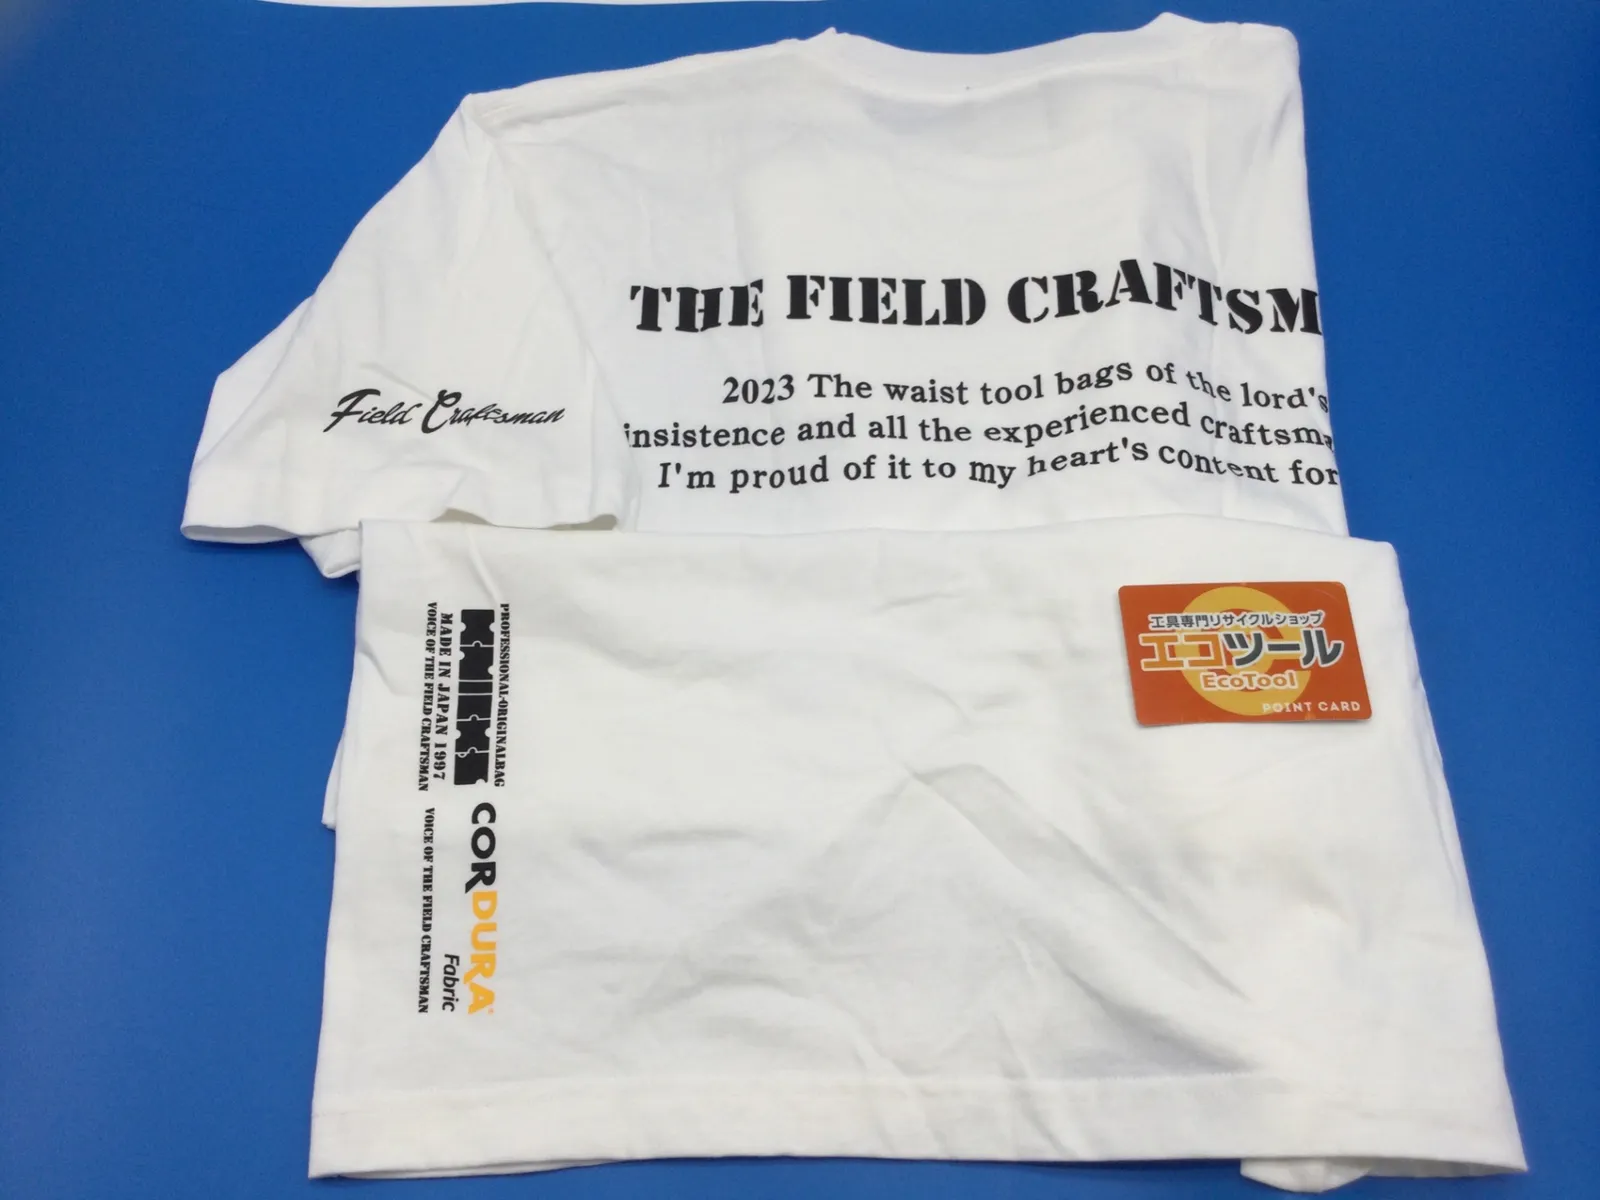 THE FIELD CRAFTSM
2023 The waist tool bags of the lord's
insistence and all the experienced craftsma
I'm proud of it to my heart's content for
Field Craftsman
PROFESSIONAL-ORIGINALBAG
MADE IN JAPAN 1997
VOICE OF THE FIELD CRAFTSMAN
CORDURA®
Fabric
VOICE OF THE FIELD CRAFTSMAN
工具専門リサイクルショップ
エコツール
EcoTool
POINT CARD